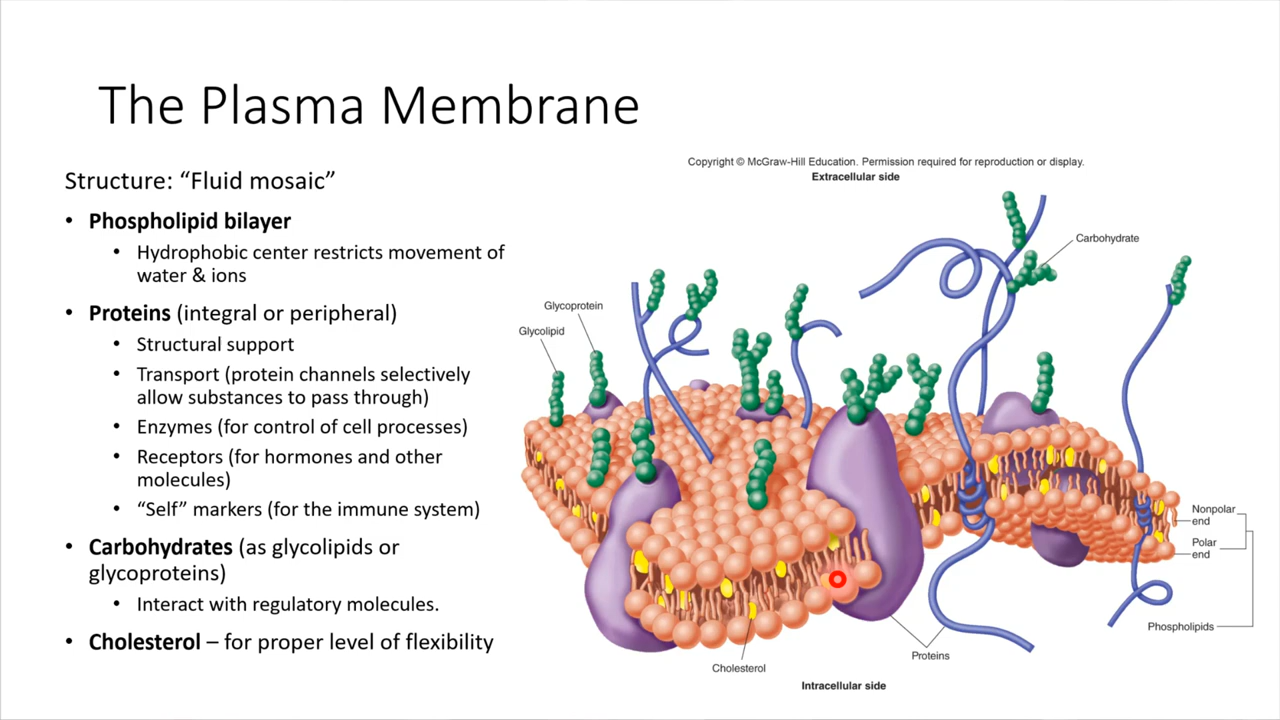 The Plasma Membrane
Structure: “Fluid mosaic”
• Phospholipid bilayer
• Hydrophobic center restricts movement of
water & ions
• Proteins (integral or peripheral)
• Structural support
• Transport (protein channels selectively
allow substances to pass through)
• Enzymes (for control of cell processes)
• Receptors (for hormones and other
molecules)
• “Self” markers (for the immune system)
• Carbohydrates (as glycolipids or
glycoproteins)
• Interact with regulatory molecules.
• Cholesterol – for proper level of flexibility
Copyright © McGraw-Hill Education. Permission required for reproduction or display.
Extracellular side
Carbohydrate
Glycoprotein
Glycolipid
Nonpolar
end
Polar
end
Phospholipids
Proteins
Cholesterol
Intracellular side